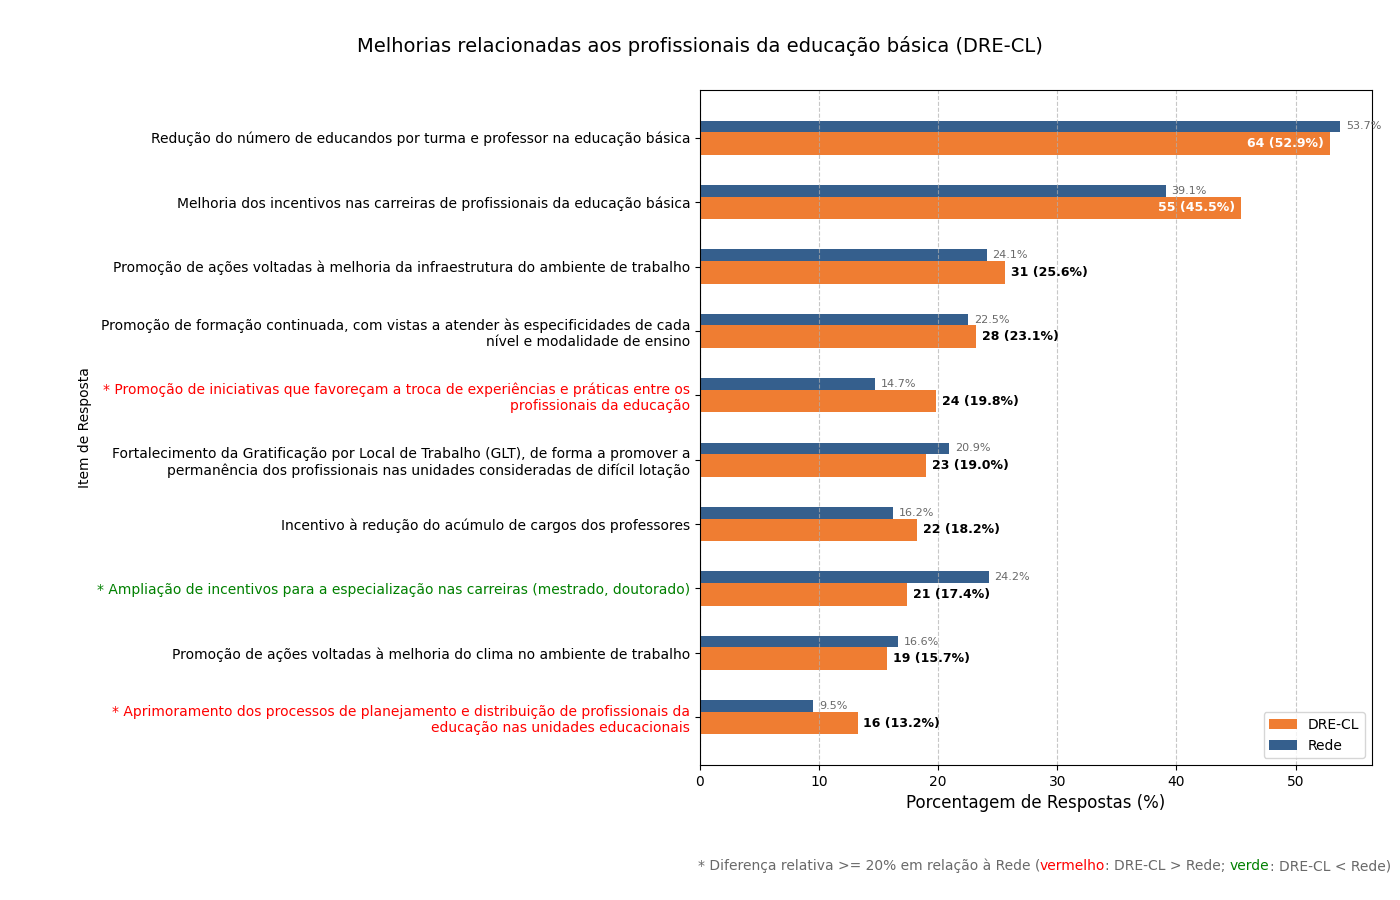 Melhorias relacionadas aos profissionais da educação básica (DRE-CL)
Item de Resposta
Redução do número de educandos por turma e professor na educação básica
53.7%
64 (52.9%)
Melhoria dos incentivos nas carreiras de profissionais da educação básica
39.1%
55 (45.5%)
Promoção de ações voltadas à melhoria da infraestrutura do ambiente de trabalho
24.1%
31 (25.6%)
Promoção de formação continuada, com vistas a atender às especificidades de cada
nível e modalidade de ensino
22.5%
28 (23.1%)
* Promoção de iniciativas que favoreçam a troca de experiências e práticas entre os
profissionais da educação
14.7%
24 (19.8%)
Fortalecimento da Gratificação por Local de Trabalho (GLT), de forma a promover a
permanência dos profissionais nas unidades consideradas de difícil lotação
20.9%
23 (19.0%)
Incentivo à redução do acúmulo de cargos dos professores
16.2%
22 (18.2%)
* Ampliação de incentivos para a especialização nas carreiras (mestrado, doutorado)
24.2%
21 (17.4%)
Promoção de ações voltadas à melhoria do clima no ambiente de trabalho
16.6%
19 (15.7%)
* Aprimoramento dos processos de planejamento e distribuição de profissionais da
educação nas unidades educacionais
9.5%
16 (13.2%)
DRE-CL
Rede
0 10 20 30 40 50
Porcentagem de Respostas (%)
* Diferença relativa >= 20% em relação à Rede (vermelho: DRE-CL > Rede; verde: DRE-CL < Rede)